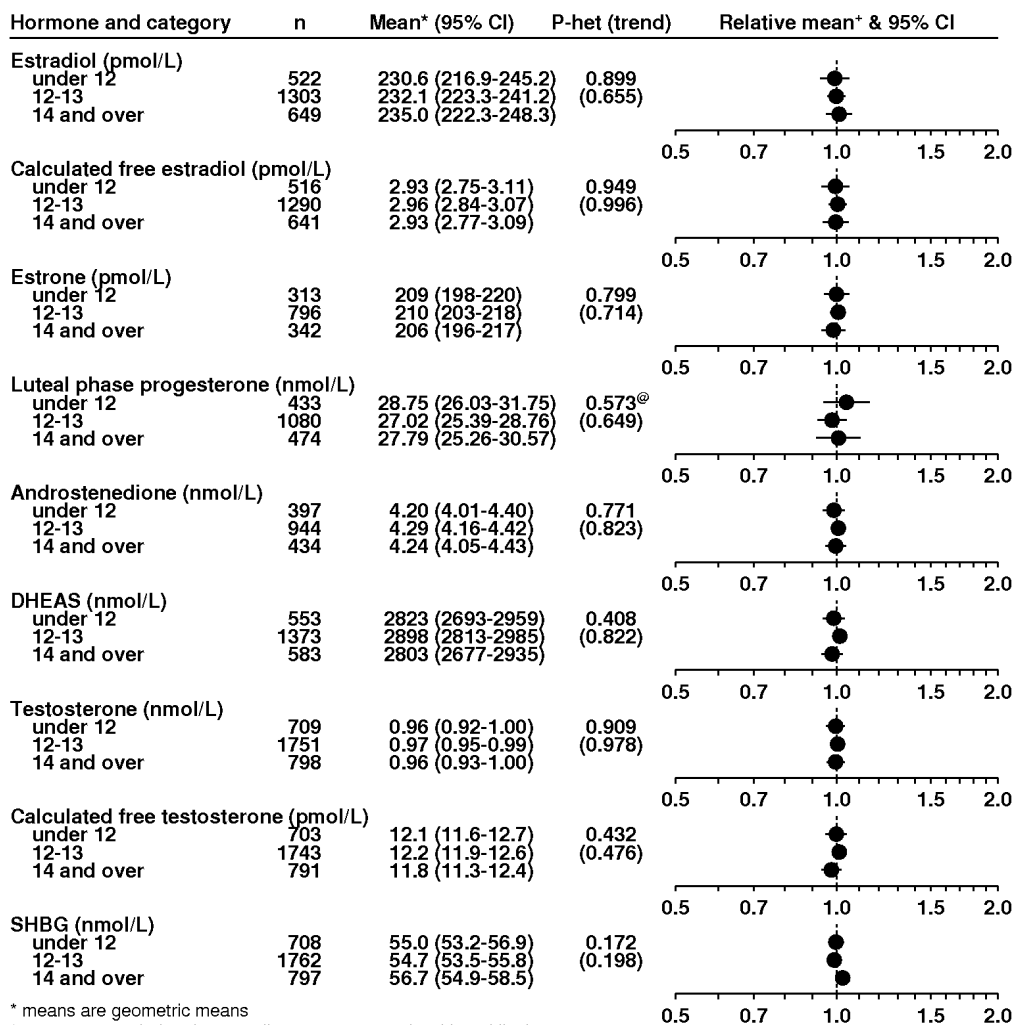 Hormone and category n Mean* (95% CI) P-het (trend) Relative mean+ & 95% CI
Estradiol (pmol/L)
under 12 522 230.6 (216.9-245.2) 0.899
12-13 1303 232.1 (223.3-241.2) (0.655)
14 and over 649 235.0 (222.3-248.3)
0.5 0.7 1.0 1.5 2.0
Calculated free estradiol (pmol/L)
under 12 516 2.93 (2.75-3.11) 0.949
12-13 1290 2.96 (2.84-3.07) (0.996)
14 and over 641 2.93 (2.77-3.09)
0.5 0.7 1.0 1.5 2.0
Estrone (pmol/L)
under 12 313 209 (198-220) 0.799
12-13 796 210 (203-218) (0.714)
14 and over 342 206 (196-217)
0.5 0.7 1.0 1.5 2.0
Luteal phase progesterone (nmol/L)
under 12 433 28.75 (26.03-31.75) 0.573@
12-13 1080 27.02 (25.39-28.76) (0.649)
14 and over 474 27.79 (25.26-30.57)
0.5 0.7 1.0 1.5 2.0
Androstenedione (nmol/L)
under 12 397 4.20 (4.01-4.40) 0.771
12-13 944 4.29 (4.16-4.42) (0.823)
14 and over 434 4.24 (4.05-4.43)
0.5 0.7 1.0 1.5 2.0
DHEAS (nmol/L)
under 12 553 2823 (2693-2959) 0.408
12-13 1373 2898 (2813-2985) (0.822)
14 and over 583 2803 (2677-2935)
0.5 0.7 1.0 1.5 2.0
Testosterone (nmol/L)
under 12 709 0.96 (0.92-1.00) 0.909
12-13 1751 0.97 (0.95-0.99) (0.978)
14 and over 798 0.96 (0.93-1.00)
0.5 0.7 1.0 1.5 2.0
Calculated free testosterone (pmol/L)
under 12 703 12.1 (11.6-12.7) 0.432
12-13 1743 12.2 (11.9-12.6) (0.476)
14 and over 791 11.8 (11.3-12.4)
0.5 0.7 1.0 1.5 2.0
SHBG (nmol/L)
under 12 708 55.0 (53.2-56.9) 0.172
12-13 1762 54.7 (53.5-55.8) (0.198)
14 and over 797 56.7 (54.9-58.5)
0.5 0.7 1.0 1.5 2.0
* means are geometric means